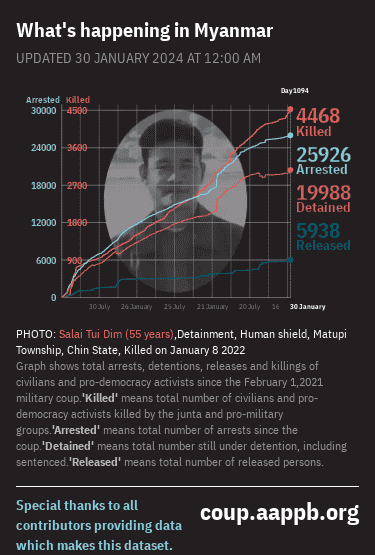 What's happening in Myanmar
UPDATED 30 JANUARY 2024 AT 12:00 AM
Day1094
Arrested Killed
30000 4500
24000 3600
18000 2700
12000 1800
6000 900
0
4468
Killed
25926
Arrested
19988
Detained
5938
Released
30 July 26 January 25 July 21 January 20 July 16 30 January
PHOTO: Salai Tui Dim (55 years),Detainment, Human shield, Matupi
Township, Chin State, Killed on January 8 2022
Graph shows total arrests, detentions, releases and killings of
civilians and pro-democracy activists since the February 1,2021
military coup.'Killed' means total number of civilians and pro-
democracy activists killed by the junta and pro-military
groups.'Arrested' means total number of arrests since the
coup.'Detained' means total number still under detention, including
sentenced.'Released' means total number of released persons.
Special thanks to all
contributors providing data
which makes this dataset.
coup.aappb.org